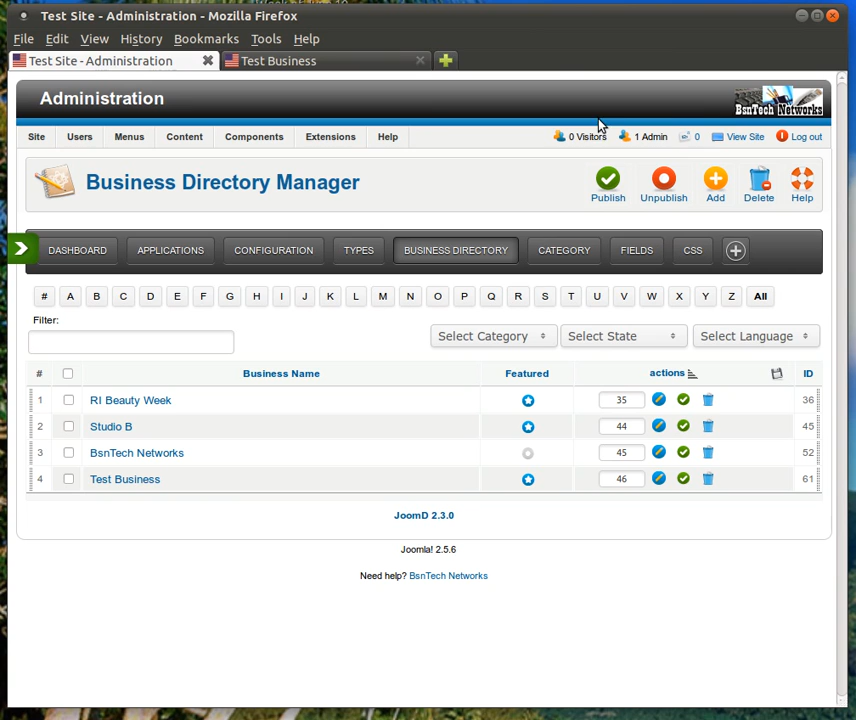 Test Site - Administration - Mozilla Firefox
File Edit View History Bookmarks Tools Help
Test Site - Administration Test Business
Administration
BsnTech Networks
Site Users Menus Content Components Extensions Help 0 Visitors 1 Admin 0 View Site Log out
Business Directory Manager
Publish Unpublish Add Delete Help
DASHBOARD APPLICATIONS CONFIGURATION TYPES BUSINESS DIRECTORY CATEGORY FIELDS CSS
# A B C D E F G H I J K L M N O P Q R S T U V W X Y Z All
Filter:
Select Category Select State Select Language
# Business Name Featured actions ID
1 RI Beauty Week 35 36
2 Studio B 44 45
3 BsnTech Networks 45 52
4 Test Business 46 61
JoomD 2.3.0
Joomla! 2.5.6
Need help? BsnTech Networks